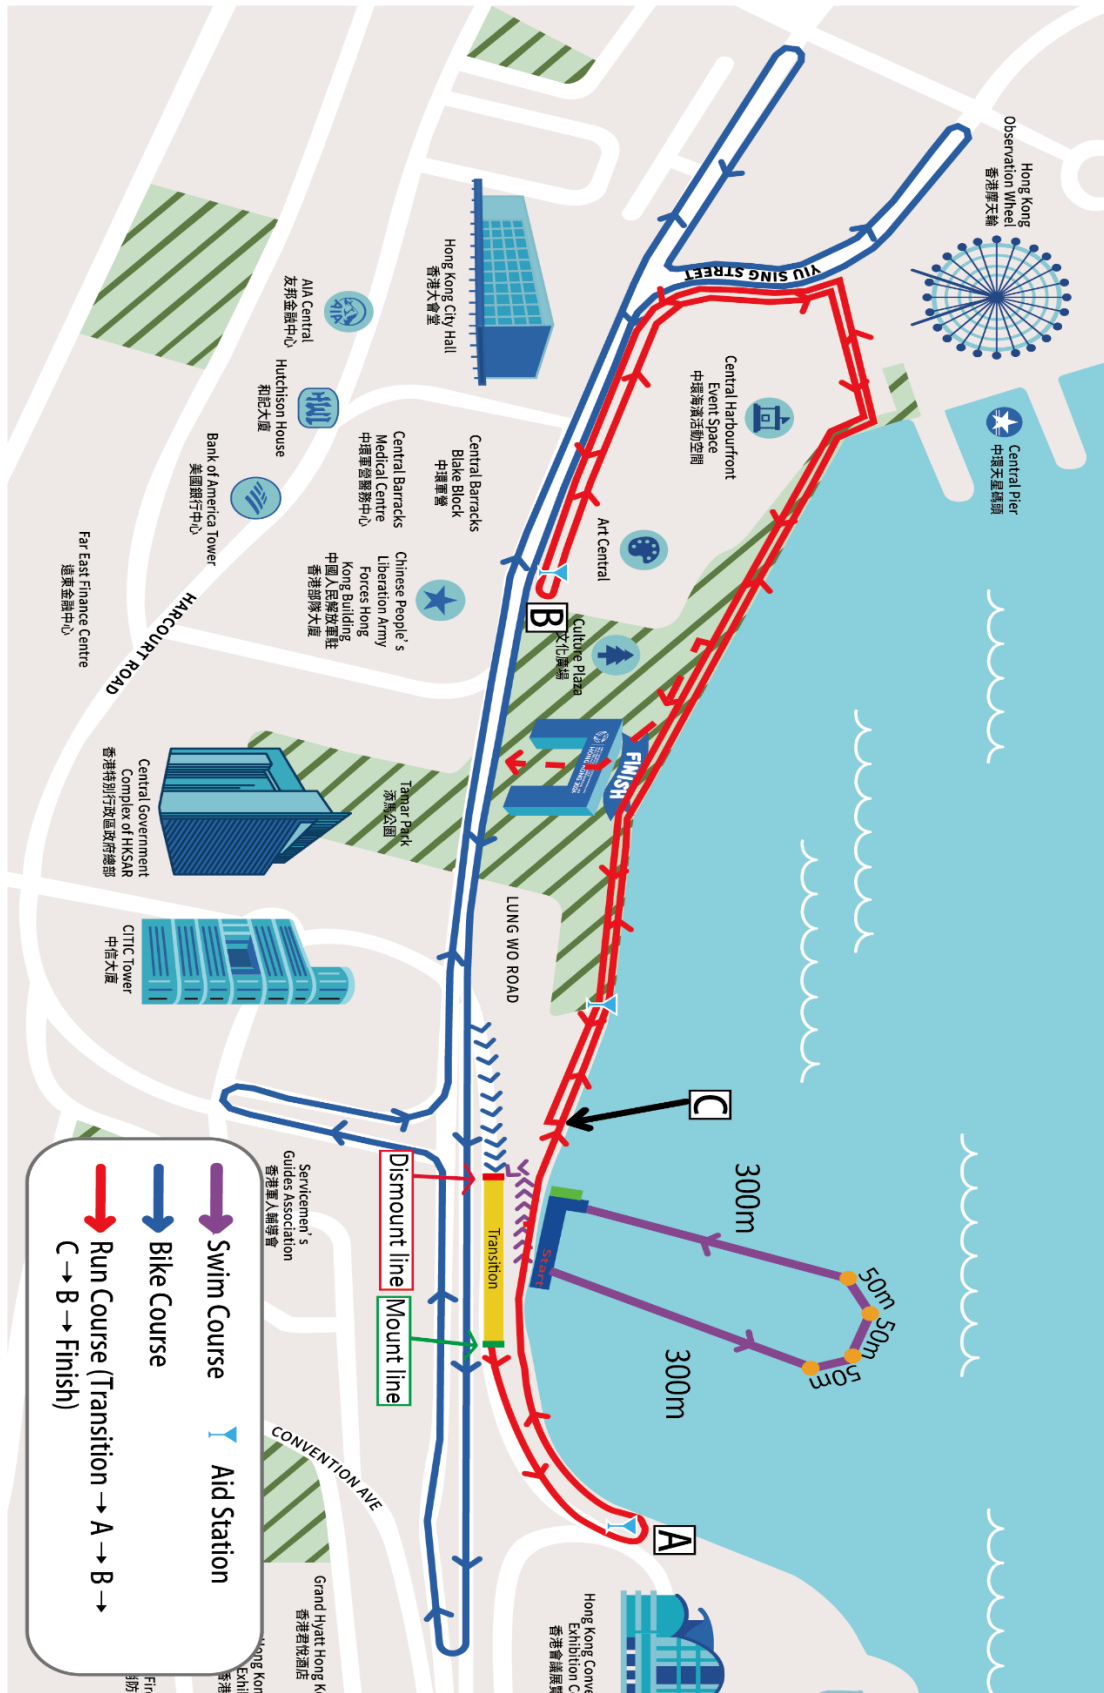 Hong Kong
Observation Wheel
香港摩天輪
Central Pier
中環天星碼頭
YIU SING STREET
Central Harbourfront
Event Space
中環海濱活動空間
Hong Kong City Hall
香港大會堂
AIA
AIA Central
友邦金融中心
Hutchison House
和記大廈
Bank of America Tower
美國銀行中心
Far East Finance Centre
遠東金融中心
HARCOURT ROAD
Central Barracks
Blake Block
中環軍營
Central Barracks
Medical Centre
中環軍營醫務中心
Chinese People's
Liberation Army
Forces Hong
Kong Building
中國人民解放軍駐
香港部隊大廈
Art Central
B
Culture Plaza
文化廣場
FINISH
Tamar Park
添馬公園
Central Government
Complex of HKSAR
香港特別行政區政府總部
CITIC Tower
中信大廈
LUNG WO ROAD
C
300m
50m
50m
50m
300m
Start
Transition
Dismount line
Mount line
A
Servicemen's
Guides Association
香港軍人輔導會
CONVENTION AVE
Grand Hyatt Hong K
香港君悅酒店
Hong Kong Conve
Exhibition C
香港會議展覽
Hong Kon
Exhi
Fir
Swim Course
Aid Station
Bike Course
Run Course (Transition → A → B →
C → B → Finish)